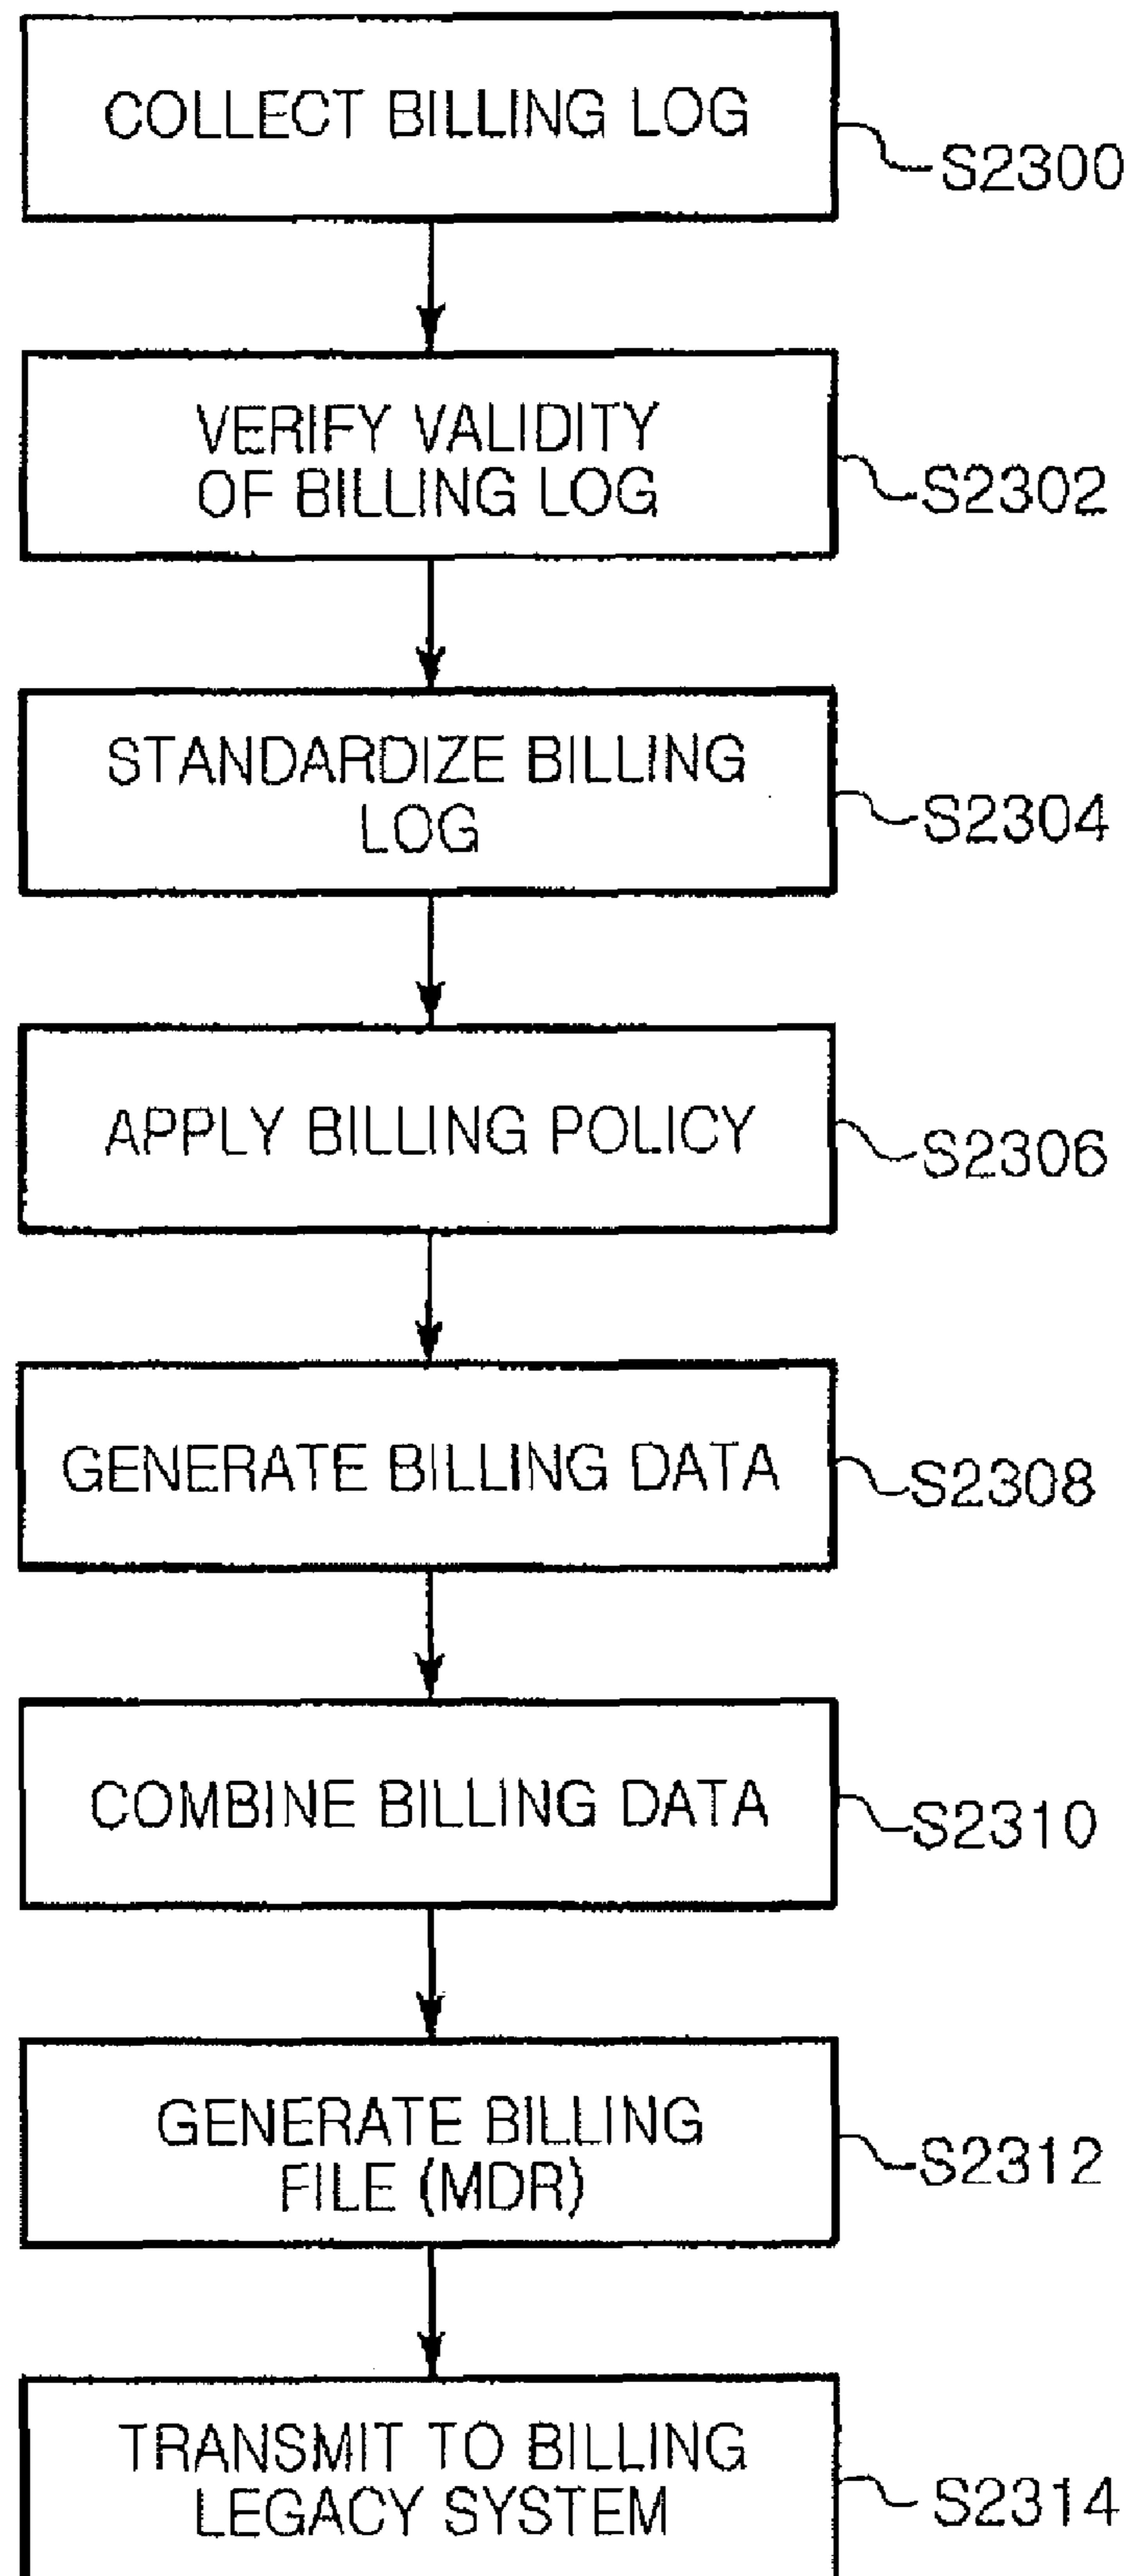 COLLECT BILLING LOG
S2300
VERIFY VALIDITY
OF BILLING LOG
S2302
STANDARDIZE BILLING
LOG
S2304
APPLY BILLING POLICY
S2306
GENERATE BILLING DATA
S2308
COMBINE BILLING DATA
S2310
GENERATE BILLING
FILE (MDR)
S2312
TRANSMIT TO BILLING
LEGACY SYSTEM
S2314